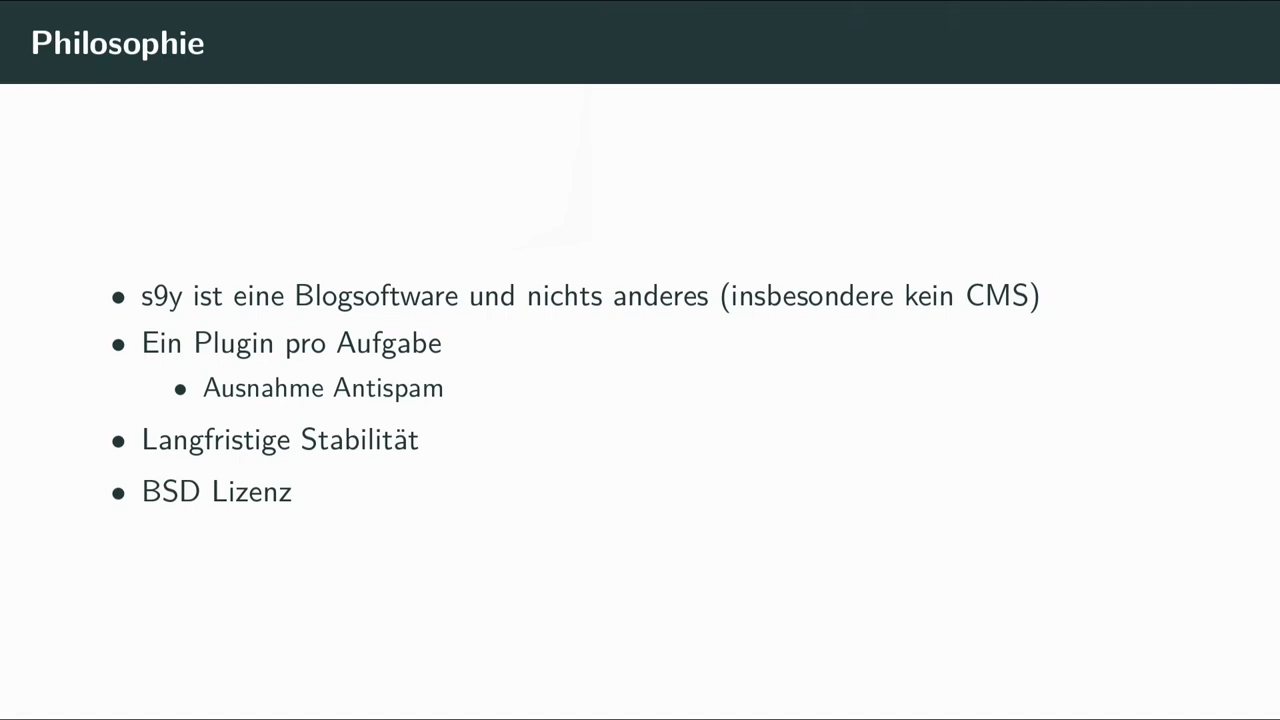 Philosophie
• s9y ist eine Blogsoftware und nichts anderes (insbesondere kein CMS)
• Ein Plugin pro Aufgabe
• Ausnahme Antispam
• Langfristige Stabilität
• BSD Lizenz